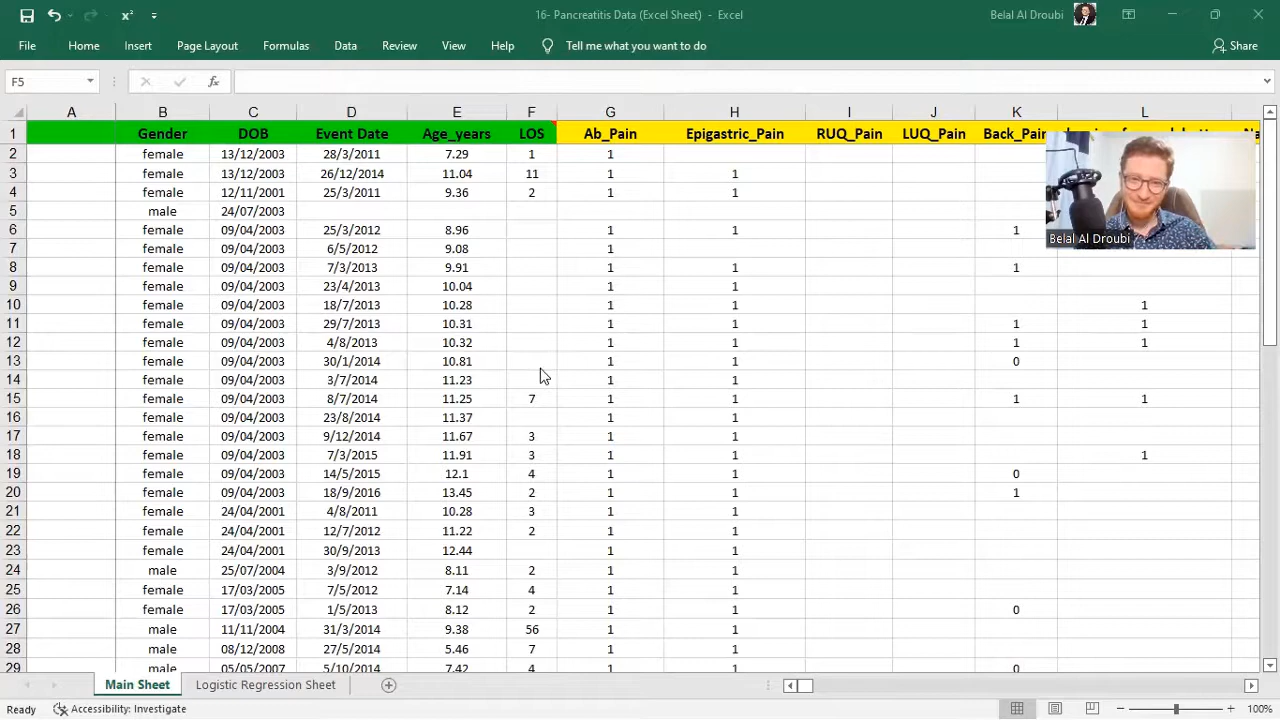 16- Pancreatitis Data (Excel Sheet) - Excel
Belal Al Droubi
File Home Insert Page Layout Formulas Data Review View Help Tell me what you want to do Share
F5 fx
A B C D E F G H I J K L
1 Gender DOB Event Date Age_years LOS Ab_Pain Epigastric_Pain RUQ_Pain LUQ_Pain Back_Pain
2 female 13/12/2003 28/3/2011 7.29 1 1
3 female 13/12/2003 26/12/2014 11.04 11 1 1
4 female 12/11/2001 25/3/2011 9.36 2 1 1
5 male 24/07/2003
6 female 09/04/2003 25/3/2012 8.96 1 1 1
Belal Al Droubi
7 female 09/04/2003 6/5/2012 9.08 1
8 female 09/04/2003 7/3/2013 9.91 1 1 1
9 female 09/04/2003 23/4/2013 10.04 1 1
10 female 09/04/2003 18/7/2013 10.28 1 1 1
11 female 09/04/2003 29/7/2013 10.31 1 1 1 1
12 female 09/04/2003 4/8/2013 10.32 1 1 1 1
13 female 09/04/2003 30/1/2014 10.81 1 1 0
14 female 09/04/2003 3/7/2014 11.23 1 1
15 female 09/04/2003 8/7/2014 11.25 7 1 1 1 1
16 female 09/04/2003 23/8/2014 11.37 1 1
17 female 09/04/2003 9/12/2014 11.67 3 1 1
18 female 09/04/2003 7/3/2015 11.91 3 1 1 1
19 female 09/04/2003 14/5/2015 12.1 4 1 1 0
20 female 09/04/2003 18/9/2016 13.45 2 1 1 1
21 female 24/04/2001 4/8/2011 10.28 3 1 1
22 female 24/04/2001 12/7/2012 11.22 2 1 1
23 female 24/04/2001 30/9/2013 12.44 1 1
24 male 25/07/2004 3/9/2012 8.11 2 1 1
25 female 17/03/2005 7/5/2012 7.14 4 1 1
26 female 17/03/2005 1/5/2013 8.12 2 1 1 0
27 male 11/11/2004 31/3/2014 9.38 56 1 1
28 male 08/12/2008 27/5/2014 5.46 7 1 1
29 male 05/05/2007 5/10/2014 7.42 4 1 1 0
Main Sheet Logistic Regression Sheet
Ready Accessibility: Investigate 100%